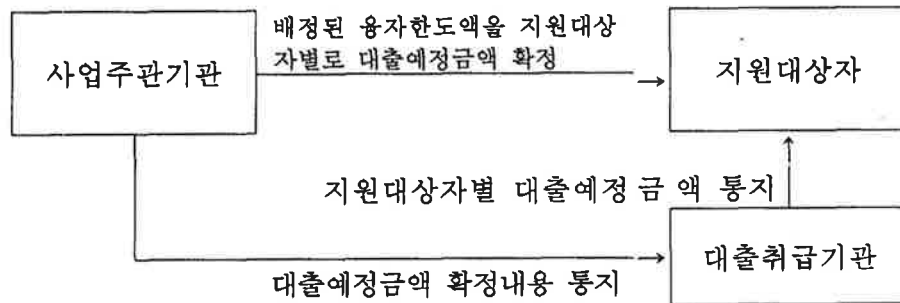 배정된 융자한도액을 지원대상
자별로 대출예정금액 확정
사업주관기관
지원대상자
지원대상자별 대출예정금액 통지
대출취급기관
대출예정금액 확정내용 통지